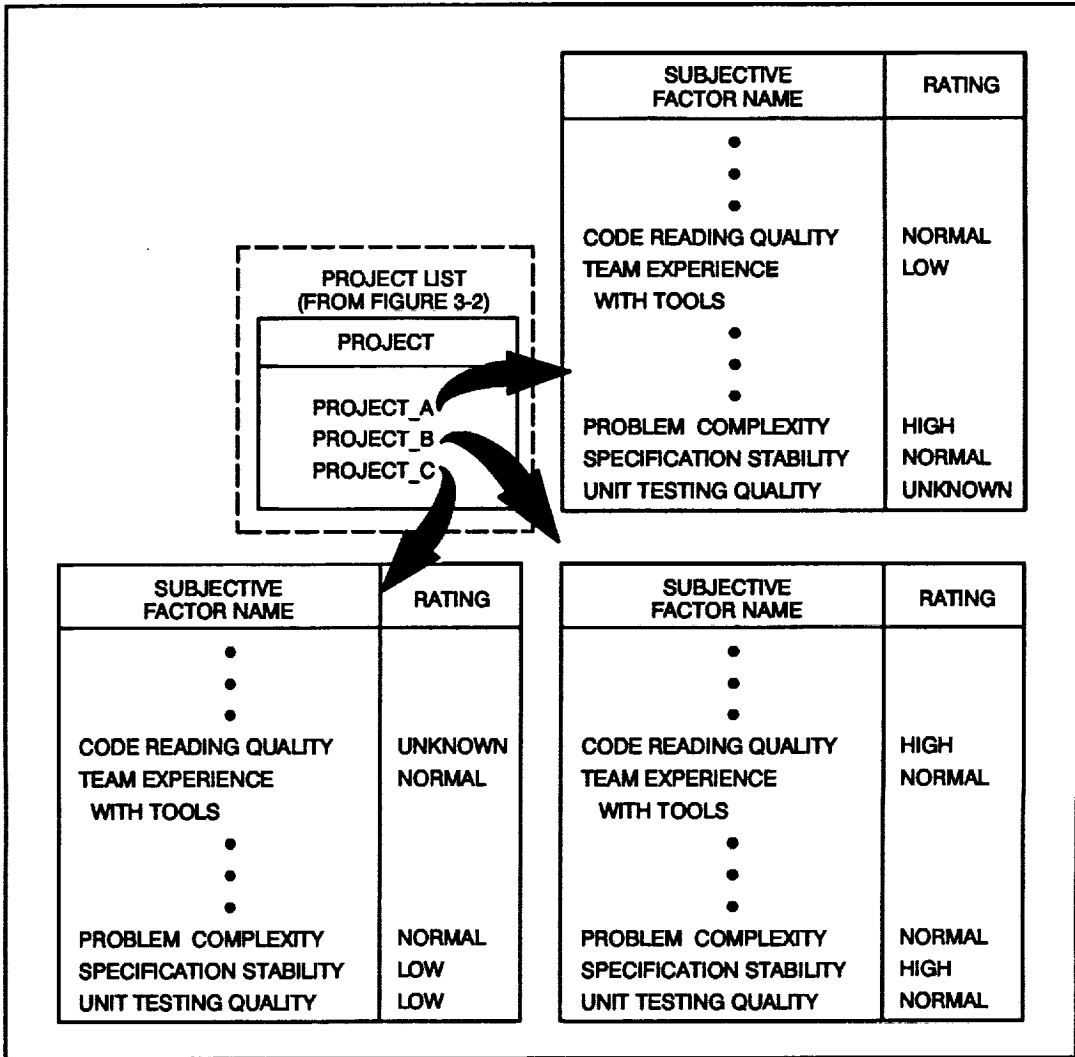 SUBJECTIVE
FACTOR NAME
RATING
CODE READING QUALITY NORMAL
TEAM EXPERIENCE LOW
WITH TOOLS
PROBLEM COMPLEXITY HIGH
SPECIFICATION STABILITY NORMAL
UNIT TESTING QUALITY UNKNOWN
PROJECT LIST
(FROM FIGURE 3-2)
PROJECT
PROJECT_A
PROJECT_B
PROJECT_C
SUBJECTIVE
FACTOR NAME
RATING
CODE READING QUALITY UNKNOWN
TEAM EXPERIENCE NORMAL
WITH TOOLS
PROBLEM COMPLEXITY NORMAL
SPECIFICATION STABILITY LOW
UNIT TESTING QUALITY LOW
SUBJECTIVE
FACTOR NAME
RATING
CODE READING QUALITY HIGH
TEAM EXPERIENCE NORMAL
WITH TOOLS
PROBLEM COMPLEXITY NORMAL
SPECIFICATION STABILITY HIGH
UNIT TESTING QUALITY NORMAL